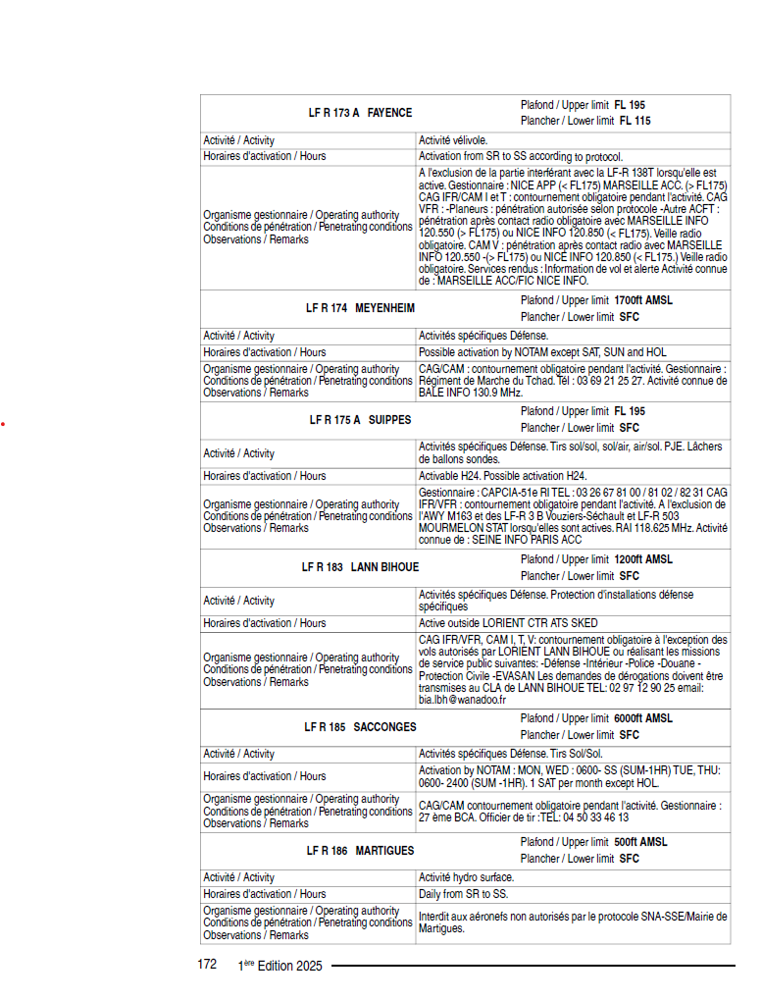 LF R 173 A FAYENCE
Plafond / Upper limit FL 195
Plancher / Lower limit FL 115
Activité / Activity
Activité vélivole.
Horaires d'activation / Hours
Activation from SR to SS according to protocol.
Organisme gestionnaire / Operating authority
Conditions de pénétration / Penetrating conditions
Observations / Remarks
A l'exclusion de la partie interférant avec la LF-R 138T lorsqu'elle est
active. Gestionnaire : NICE APP (< FL175) MARSEILLE ACC. (> FL175)
CAG IFR/CAM I et T : contournement obligatoire pendant l'activité. CAG
VFR : -Planeurs : pénétration autorisée selon protocole -Autre ACFT :
pénétration après contact radio obligatoire avec MARSEILLE INFO
120.550 (> FL175) ou NICE INFO 120.850 (< FL175). Veille radio
obligatoire. CAM V : pénétration après contact radio avec MARSEILLE
INFO 120.550 -(> FL175) ou NICE INFO 120.850 (< FL175.) Veille radio
obligatoire. Services rendus : Information de vol et alerte Activité connue
de : MARSEILLE ACC/FIC NICE INFO.
LF R 174 MEYENHEIM
Plafond / Upper limit 1700ft AMSL
Plancher / Lower limit SFC
Activité / Activity
Activités spécifiques Défense.
Horaires d'activation / Hours
Possible activation by NOTAM except SAT, SUN and HOL
Organisme gestionnaire / Operating authority
Conditions de pénétration / Penetrating conditions
Observations / Remarks
CAG/CAM : contournement obligatoire pendant l'activité. Gestionnaire :
Régiment de Marche du Tchad. Tél : 03 69 21 25 27. Activité connue de
BALE INFO 130.9 MHz.
LF R 175 A SUIPPES
Plafond / Upper limit FL 195
Plancher / Lower limit SFC
Activité / Activity
Activités spécifiques Défense. Tirs sol/sol, sol/air, air/sol. PJE. Lâchers
de ballons sondes.
Horaires d'activation / Hours
Activable H24. Possible activation H24.
Organisme gestionnaire / Operating authority
Conditions de pénétration / Penetrating conditions
Observations / Remarks
Gestionnaire : CAPCIA-51e RI TEL : 03 26 67 81 00 / 81 02 / 82 31 CAG
IFR/VFR : contournement obligatoire pendant l'activité. A l'exclusion de
l'AWY M163 et des LF-R 3 B Vouziers-Séchault et LF-R 503
MOURMELON STAT lorsqu'elles sont actives. RAI 118.625 MHz. Activité
connue de : SEINE INFO PARIS ACC
LF R 183 LANN BIHOUE
Plafond / Upper limit 1200ft AMSL
Plancher / Lower limit SFC
Activité / Activity
Activités spécifiques Défense. Protection d'installations défense
spécifiques
Horaires d'activation / Hours
Active outside LORIENT CTR ATS SKED
Organisme gestionnaire / Operating authority
Conditions de pénétration / Penetrating conditions
Observations / Remarks
CAG IFR/VFR, CAM I, T, V: contournement obligatoire à l'exception des
vols autorisés par LORIENT LANN BIHOUE ou réalisant les missions
de service public suivantes: -Défense -Intérieur -Police -Douane -
Protection Civile -EVASAN Les demandes de dérogations doivent être
transmises au CLA de LANN BIHOUE TEL: 02 97 12 90 25 email:
bia.lbh@wanadoo.fr
LF R 185 SACCONGES
Plafond / Upper limit 6000ft AMSL
Plancher / Lower limit SFC
Activité / Activity
Activités spécifiques Défense. Tirs Sol/Sol.
Horaires d'activation / Hours
Activation by NOTAM : MON, WED : 0600- SS (SUM-1HR) TUE, THU:
0600- 2400 (SUM -1HR). 1 SAT per month except HOL.
Organisme gestionnaire / Operating authority
Conditions de pénétration / Penetrating conditions
Observations / Remarks
CAG/CAM contournement obligatoire pendant l'activité. Gestionnaire :
27 ème BCA. Officier de tir :TEL: 04 50 33 46 13
LF R 186 MARTIGUES
Plafond / Upper limit 500ft AMSL
Plancher / Lower limit SFC
Activité / Activity
Activité hydro surface.
Horaires d'activation / Hours
Daily from SR to SS.
Organisme gestionnaire / Operating authority
Conditions de pénétration / Penetrating conditions
Observations / Remarks
Interdit aux aéronefs non autorisés par le protocole SNA-SSE/Mairie de
Martigues.
172 1ère Edition 2025